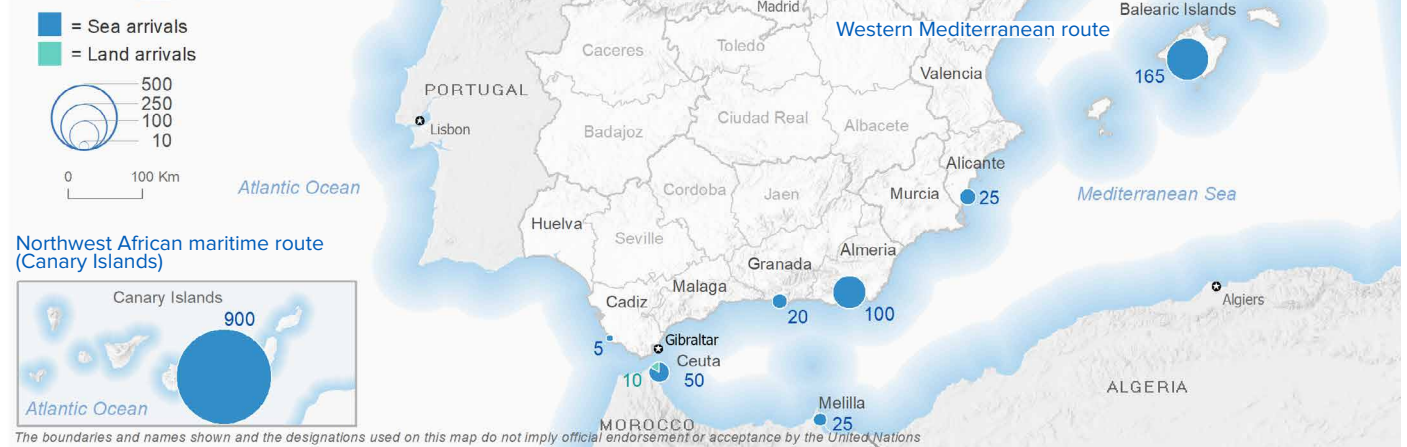 = Sea arrivals
= Land arrivals
500
250
100
10
0 100 Km
Madrid
Caceres
Toledo
Western Mediterranean route
Balearic Islands
165
Valencia
PORTUGAL
Lisbon
Badajoz
Ciudad Real
Albacete
Alicante
25
Atlantic Ocean
Mediterranean Sea
Cordoba
Jaen
Murcia
Huelva
Seville
Almeria
Granada
Malaga
Cadiz
20
100
5
Gibraltar
Ceuta
10
50
Melilla
25
MOROCCO
Algiers
ALGERIA
Northwest African maritime route
(Canary Islands)
Canary Islands
900
Atlantic Ocean
The boundaries and names shown and the designations used on this map do not imply official endorsement or acceptance by the United Nations